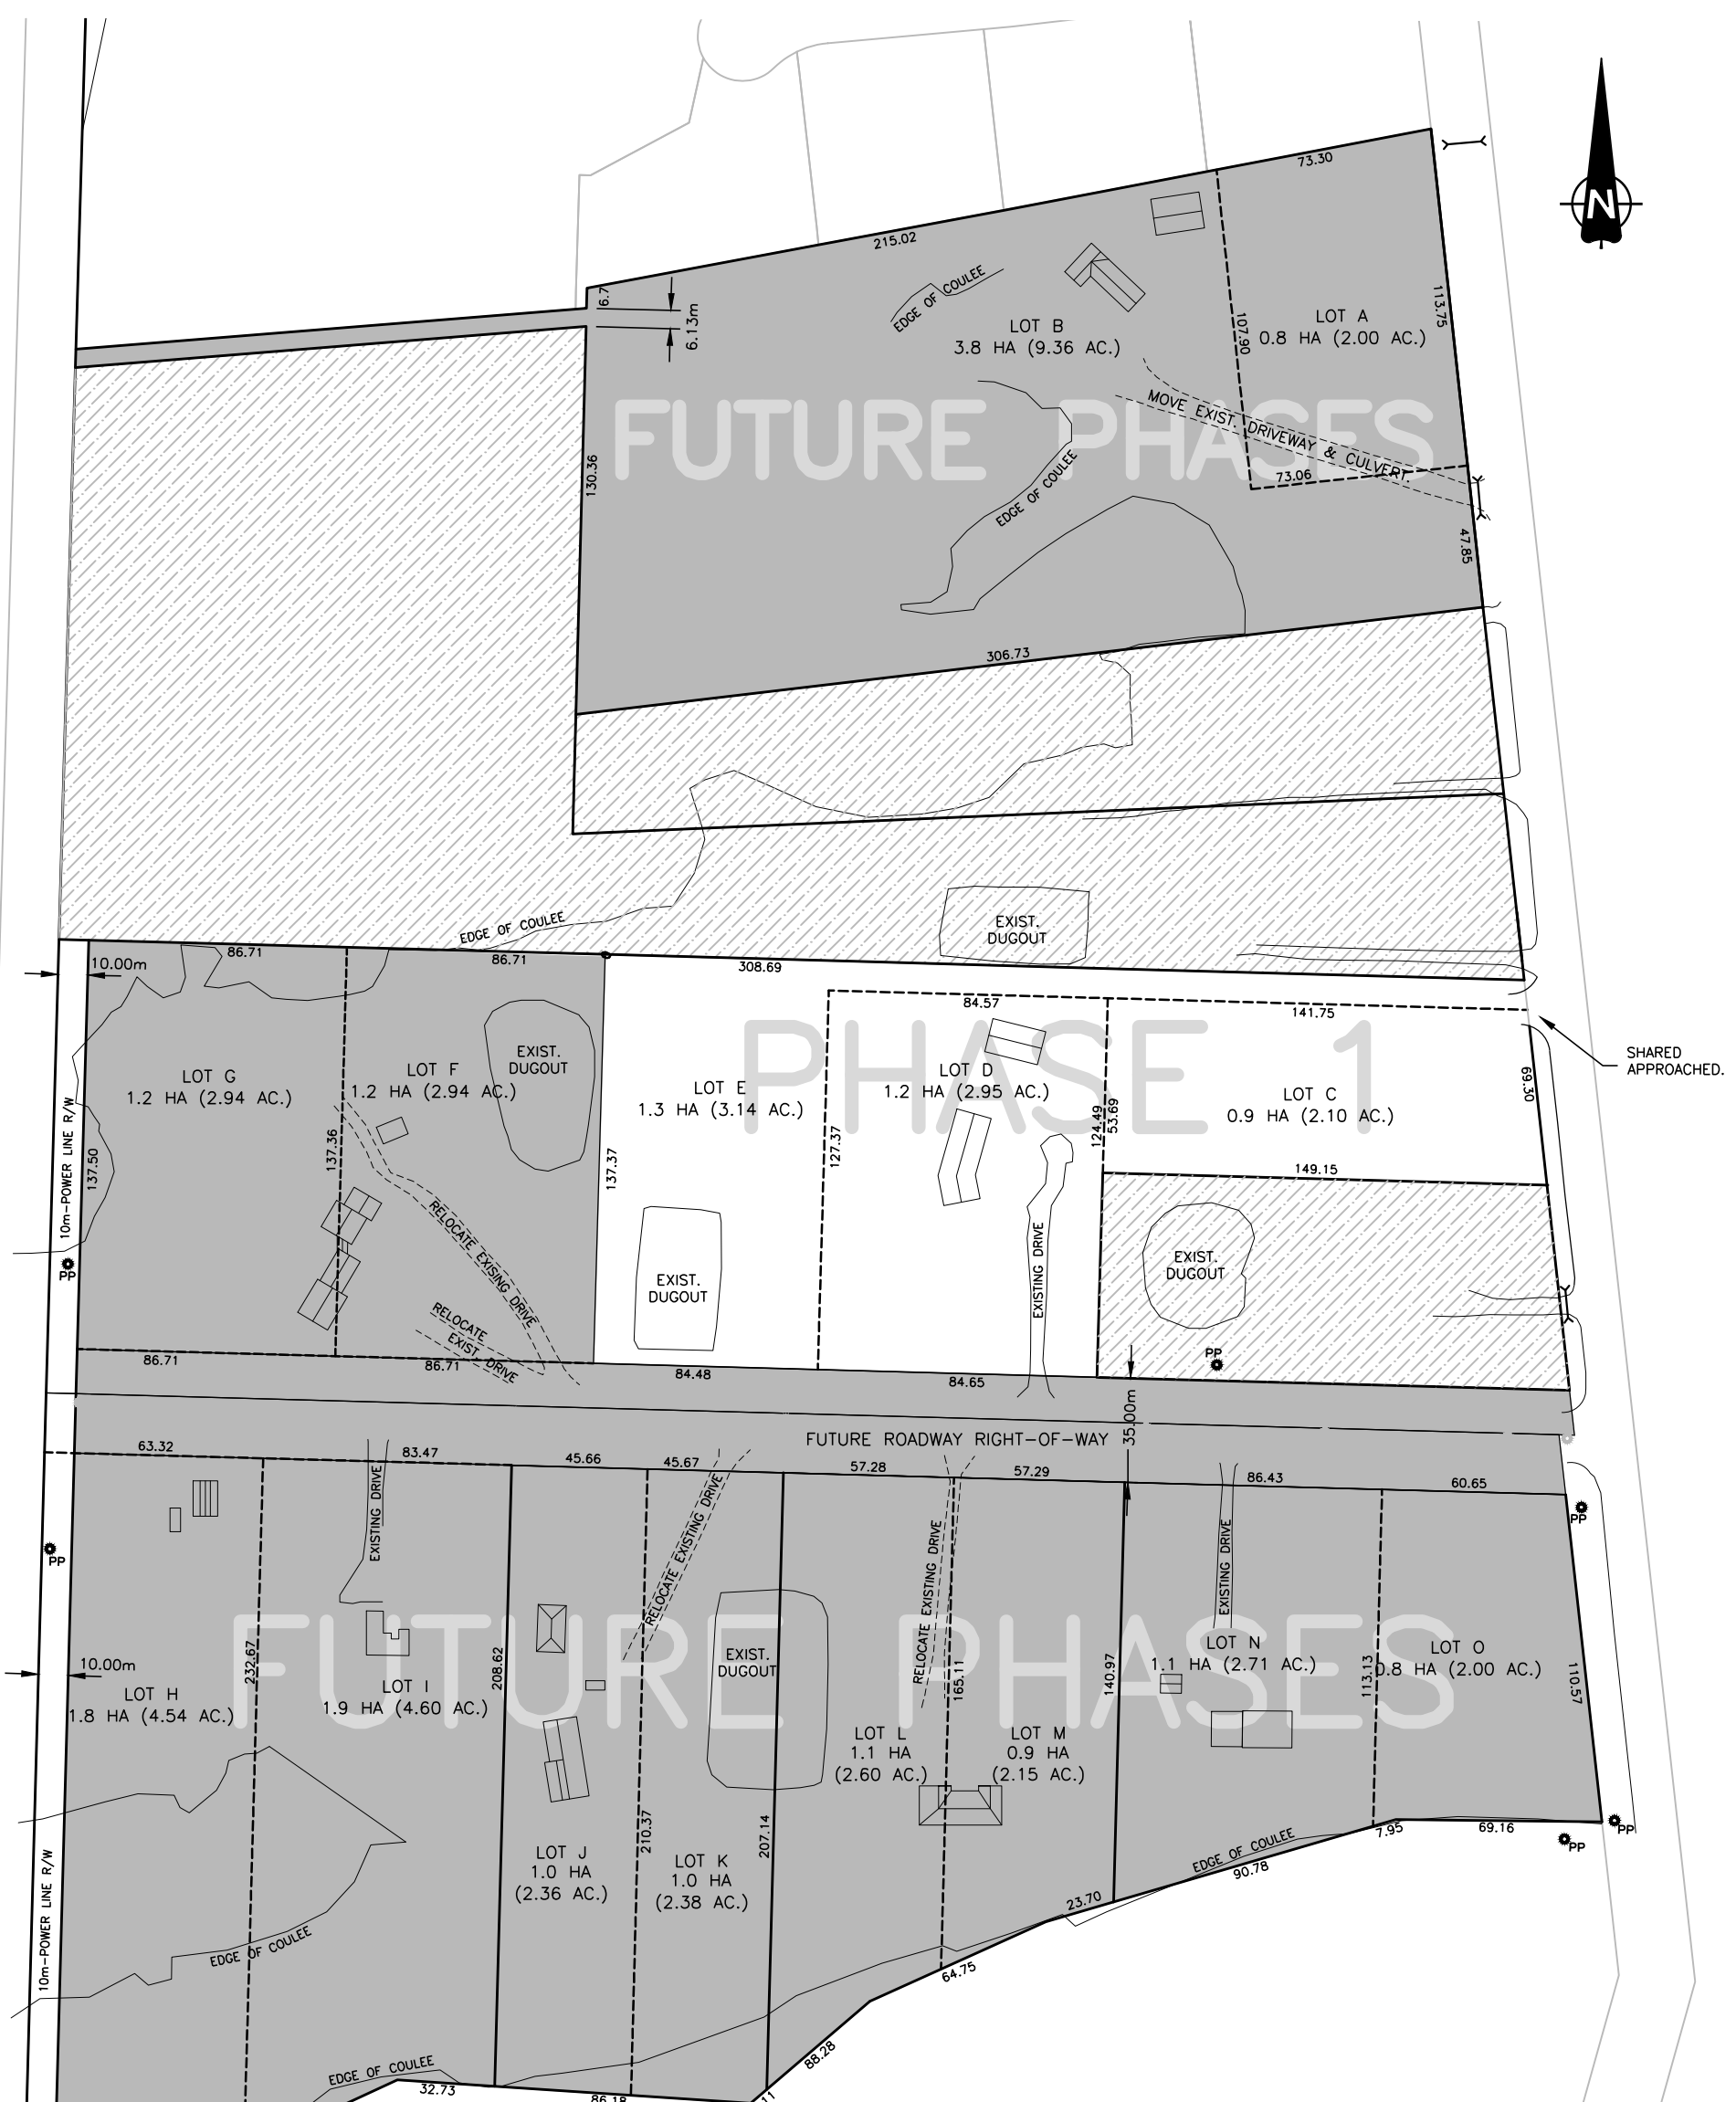 N
73.30
215.02
6.7
6.13m
113.75
107.90
LOT A
0.8 HA (2.00 AC.)
EDGE OF COULEE
LOT B
3.8 HA (9.36 AC.)
MOVE EXIST. DRIVEWAY & CULVERT.
FUTURE PHASES
130.36
EDGE OF COULEE
73.06
47.85
306.73
EDGE OF COULEE
EXIST.
DUGOUT
86.71
86.71
10.00m
308.69
84.57
141.75
PHASE 1
SHARED
APPROACHED.
EXIST.
DUGOUT
LOT G
1.2 HA (2.94 AC.)
LOT F
1.2 HA (2.94 AC.)
LOT E
1.3 HA (3.14 AC.)
LOT D
1.2 HA (2.95 AC.)
LOT C
0.9 HA (2.10 AC.)
69.30
124.49
53.69
10m-POWER LINE R/W
137.50
137.36
137.37
127.37
149.15
RELOCATE EXISING DRIVE
EXIST.
DUGOUT
EXISTING DRIVE
EXIST.
DUGOUT
PP
RELOCATE
EXIST. DRIVE
PP
86.71
86.71
84.48
84.65
35.00m
FUTURE ROADWAY RIGHT-OF-WAY
63.32
83.47
45.66
45.67
57.28
57.29
86.43
60.65
PP
EXISTING DRIVE
RELOCATE EXISTING DRIVE
RELOCATE EXISTING DRIVE
EXISTING DRIVE
PP
FUTURE PHASES
10.00m
232.67
208.62
EXIST.
DUGOUT
165.11
140.97
113.13
110.57
LOT H
1.8 HA (4.54 AC.)
LOT I
1.9 HA (4.60 AC.)
LOT N
1.1 HA (2.71 AC.)
LOT O
0.8 HA (2.00 AC.)
LOT L
1.1 HA
(2.60 AC.)
LOT M
0.9 HA
(2.15 AC.)
210.37
207.14
LOT J
1.0 HA
(2.36 AC.)
LOT K
1.0 HA
(2.38 AC.)
7.95
69.16
PP
PP
EDGE OF COULEE
90.78
23.70
64.75
10m-POWER LINE R/W
EDGE OF COULEE
88.28
EDGE OF COULEE
32.73
86.18